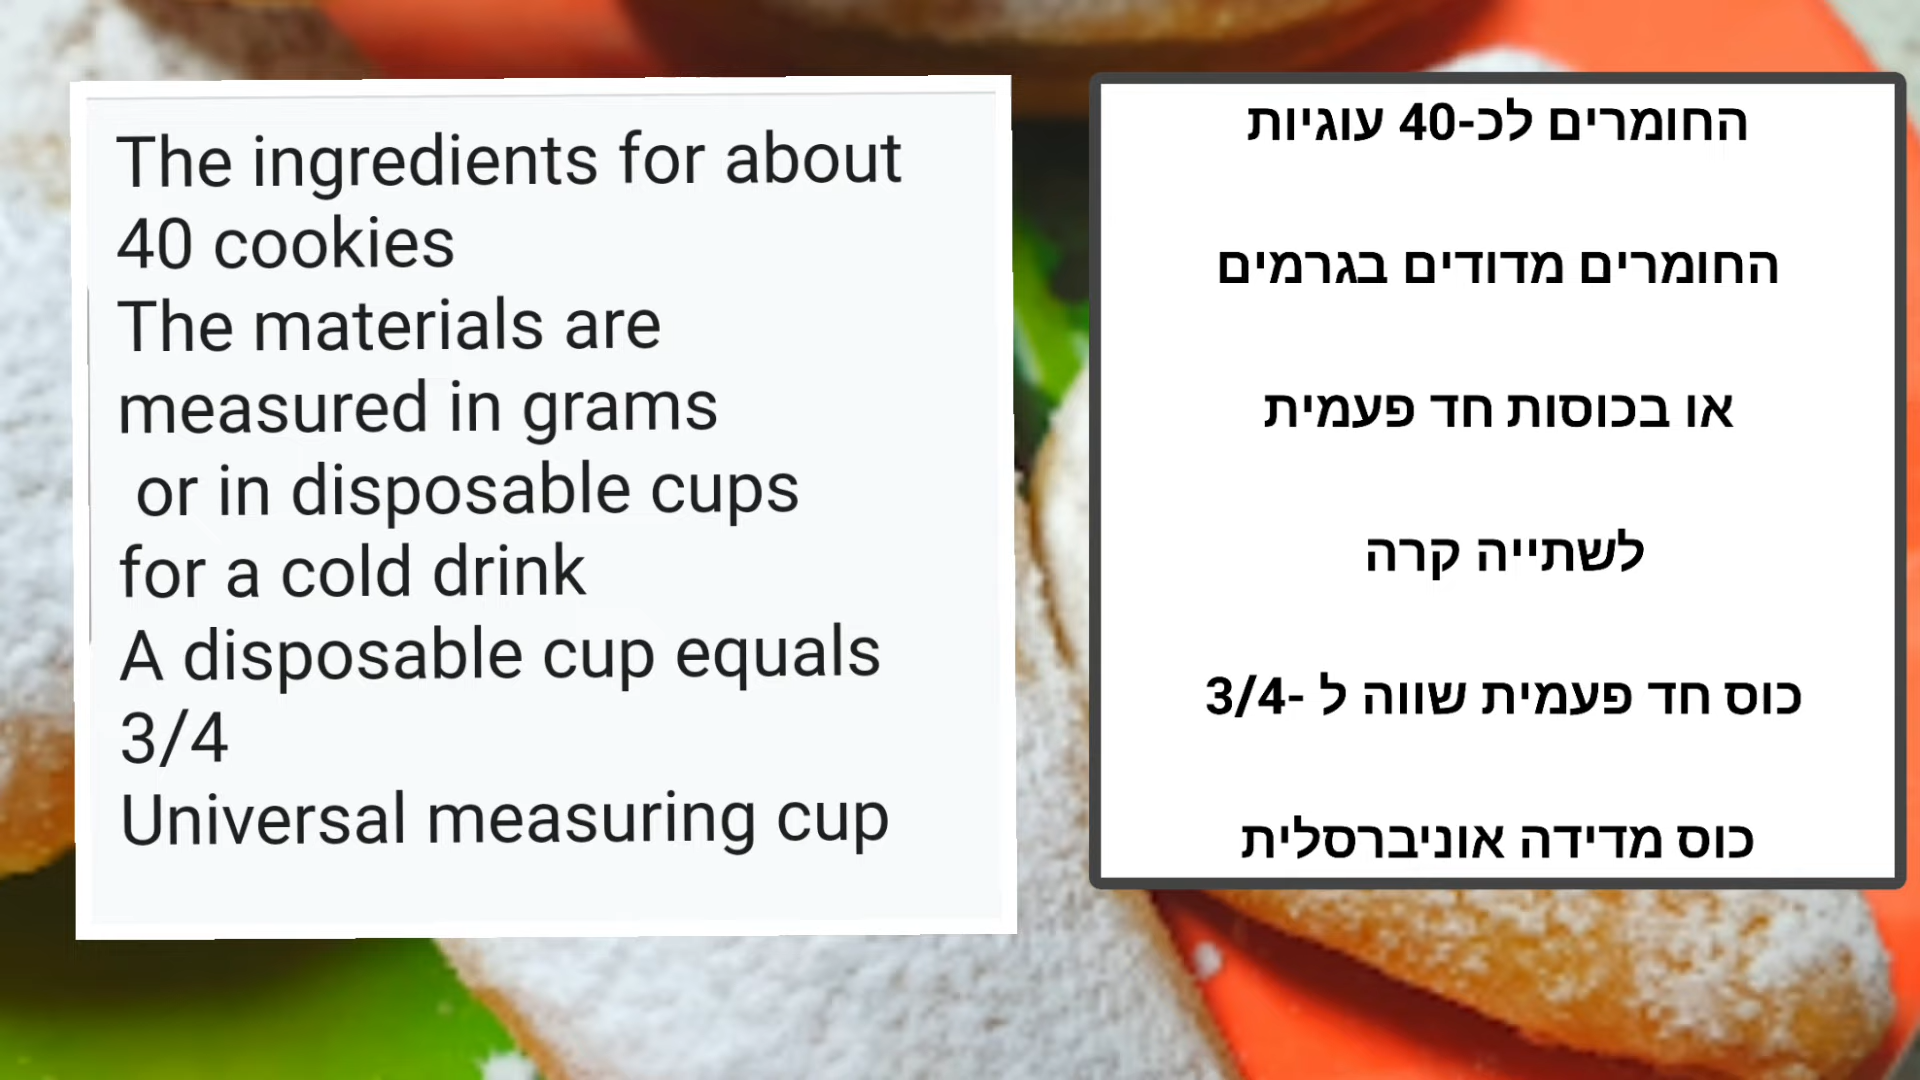 The ingredients for about
40 cookies
The materials are
measured in grams
or in disposable cups
for a cold drink
A disposable cup equals
3/4
Universal measuring cup
החומרים לכ-40 עוגיות
החומרים מדודים בגרמים
או בכוסות חד פעמית
לשתייה קרה
כוס חד פעמית שווה ל -3/4
כוס מדידה אוניברסלית